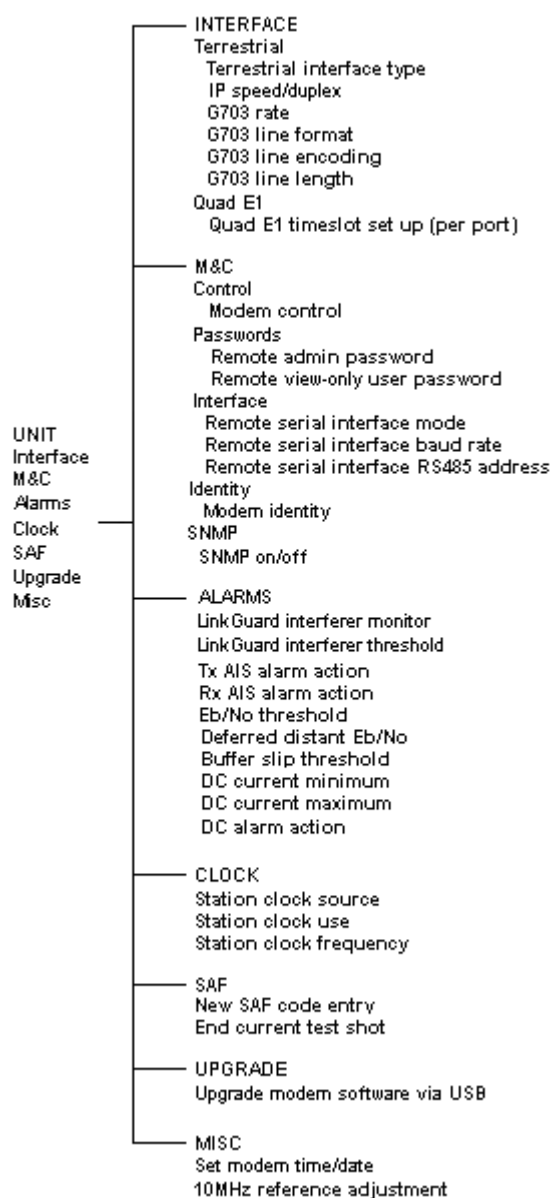 UNIT
Interface
M&C
Alarms
Clock
SAF
Upgrade
Misc
INTERFACE
Terrestrial
Terrestrial interface type
IP speed/duplex
G703 rate
G703 line format
G703 line encoding
G703 line length
Quad E1
Quad E1 timeslot set up (per port)
M&C
Control
Modem control
Passwords
Remote admin password
Remote view-only user password
Interface
Remote serial interface mode
Remote serial interface baud rate
Remote serial interface RS485 address
Identity
Modem identity
SNMP
SNMP on/off
ALARMS
LinkGuard interferer monitor
LinkGuard interferer threshold
Tx AIS alarm action
Rx AIS alarm action
Eb/No threshold
Deferred distant Eb/No
Buffer slip threshold
DC current minimum
DC current maximum
DC alarm action
CLOCK
Station clock source
Station clock use
Station clock frequency
SAF
New SAF code entry
End current test shot
UPGRADE
Upgrade modem software via USB
MISC
Set modem time/date
10MHz reference adjustment